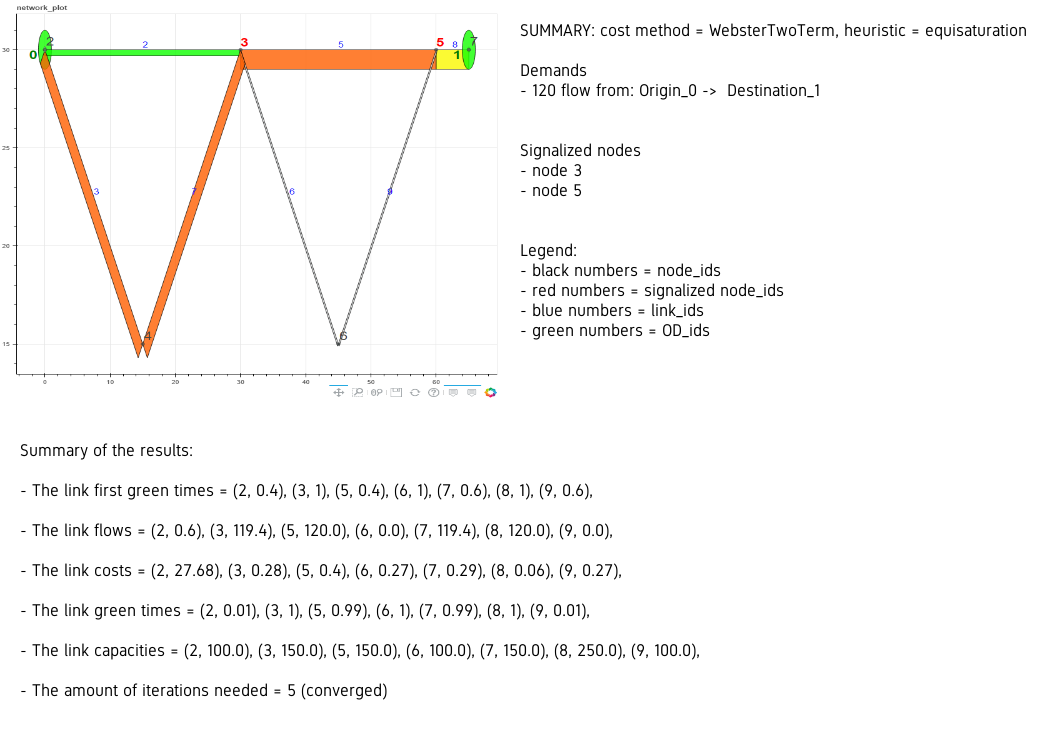 network_plot
SUMMARY: cost method = WebsterTwoTerm, heuristic = equisaturation
Demands
- 120 flow from: Origin_0 -> Destination_1
Signalized nodes
- node 3
- node 5
Legend:
- black numbers = node_ids
- red numbers = signalized node_ids
- blue numbers = link_ids
- green numbers = OD_ids
2 3 5 7
0 2 5 8 1
30
25
3 7 6 9
20
4 6
15
0 10 20 30 40 50 60
Summary of the results:
- The link first green times = (2, 0.4), (3, 1), (5, 0.4), (6, 1), (7, 0.6), (8, 1), (9, 0.6),
- The link flows = (2, 0.6), (3, 119.4), (5, 120.0), (6, 0.0), (7, 119.4), (8, 120.0), (9, 0.0),
- The link costs = (2, 27.68), (3, 0.28), (5, 0.4), (6, 0.27), (7, 0.29), (8, 0.06), (9, 0.27),
- The link green times = (2, 0.01), (3, 1), (5, 0.99), (6, 1), (7, 0.99), (8, 1), (9, 0.01),
- The link capacities = (2, 100.0), (3, 150.0), (5, 150.0), (6, 100.0), (7, 150.0), (8, 250.0), (9, 100.0),
- The amount of iterations needed = 5 (converged)